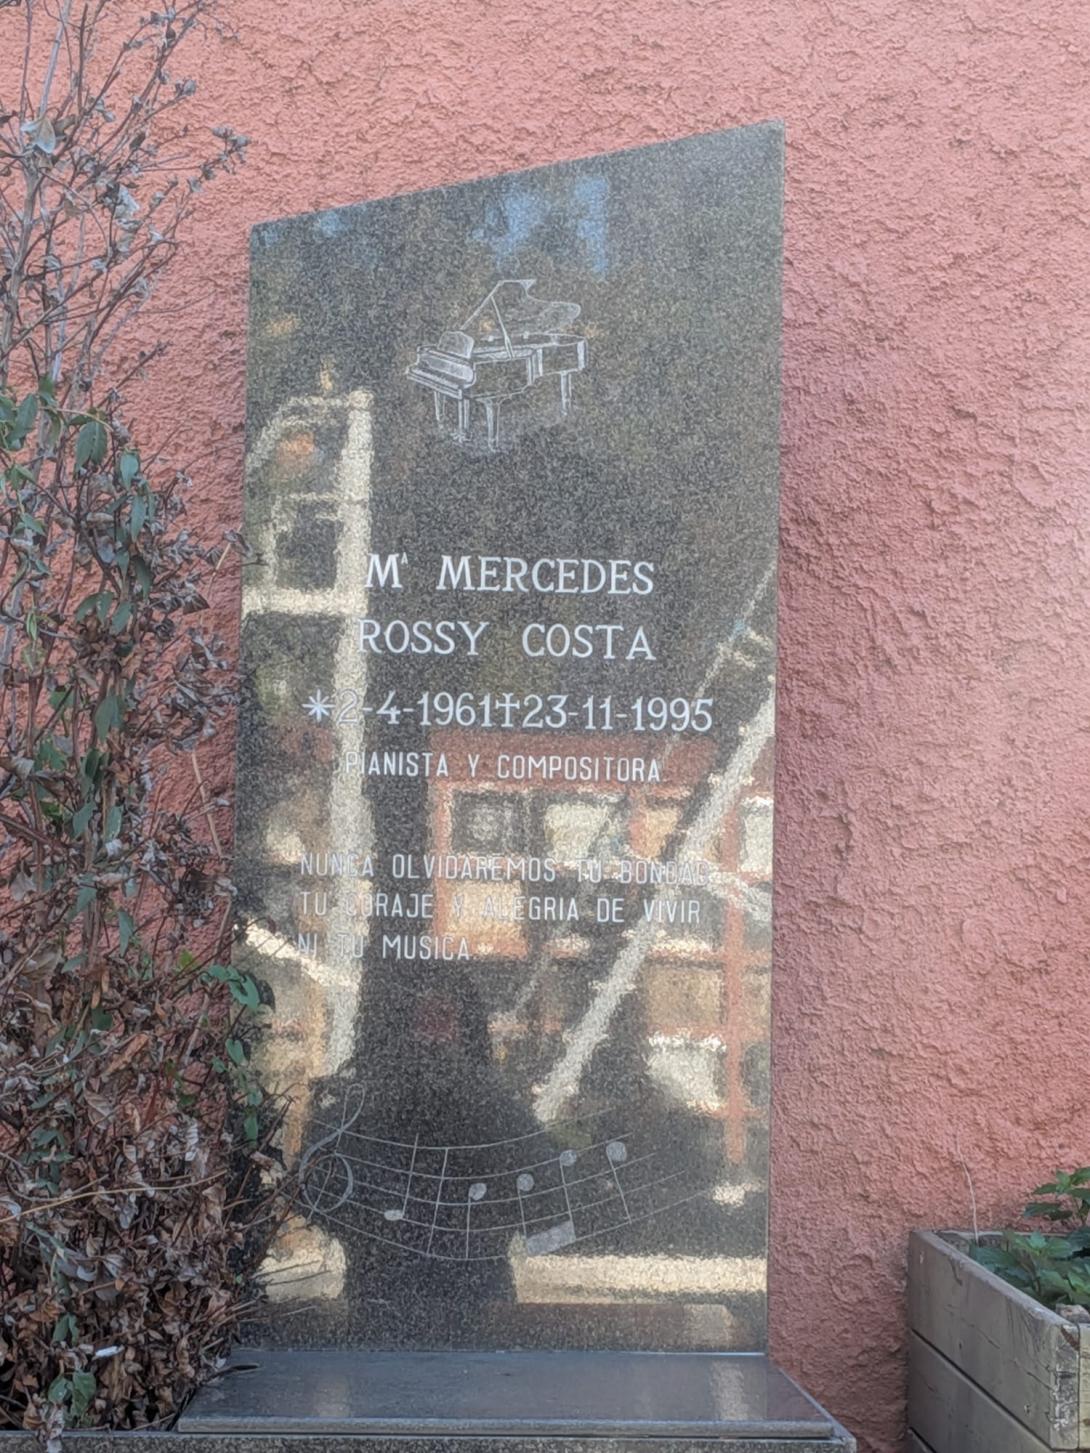 Mª MERCEDES
ROSSY COSTA
*2-4-1961†23-11-1995
PIANISTA Y COMPOSITORA
NUNCA OLVIDAREMOS TU BONDAD
TU CORAJE Y ALEGRIA DE VIVIR
NI TU MUSICA